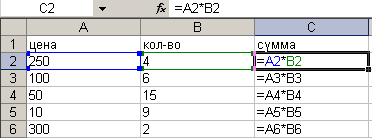 C2 fx =A2*B2
A B C
1 цена кол-во сумма
2 250 4 =A2*B2
3 100 6 =A3*B3
4 50 15 =A4*B4
5 10 9 =A5*B5
6 300 2 =A6*B6